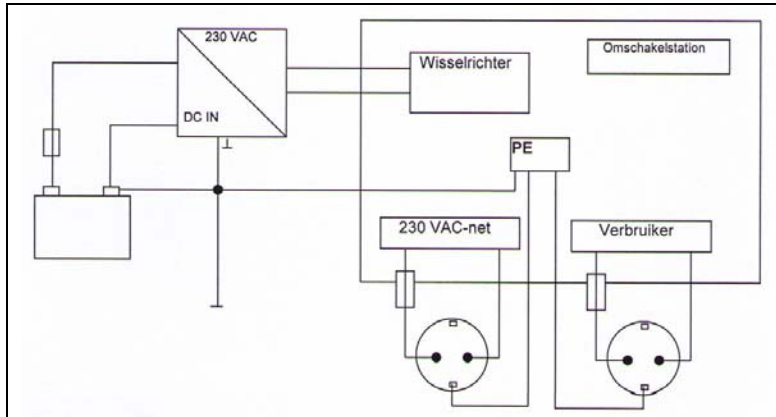 230 VAC
Wisselrichter
Omschakelstation
DC IN
PE
230 VAC-net
Verbruiker